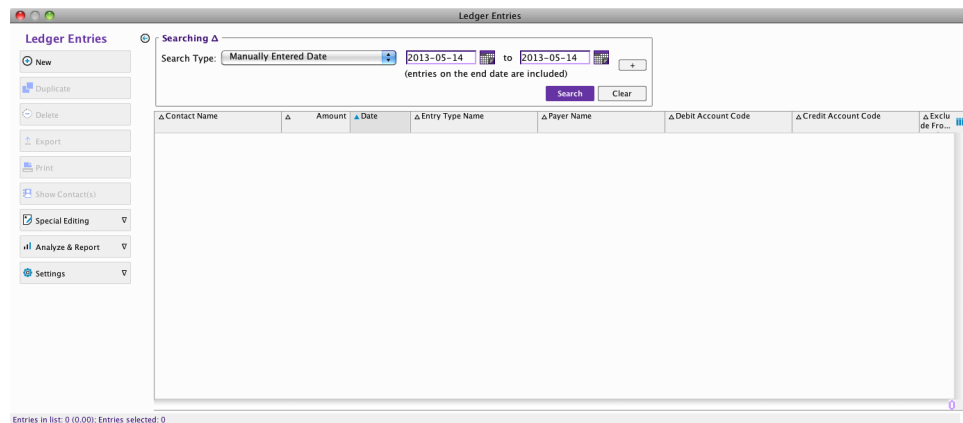 Ledger Entries
Ledger Entries
New
Duplicate
Delete
Export
Print
Show Contact(s)
Special Editing
Analyze & Report
Settings
Searching Δ
Search Type: Manually Entered Date 2013-05-14 to 2013-05-14 +
(entries on the end date are included)
Search Clear
Contact Name Amount Date Entry Type Name Payer Name Debit Account Code Credit Account Code Exclu
de Fro...
0
Entries in list: 0 (0.00); Entries selected: 0